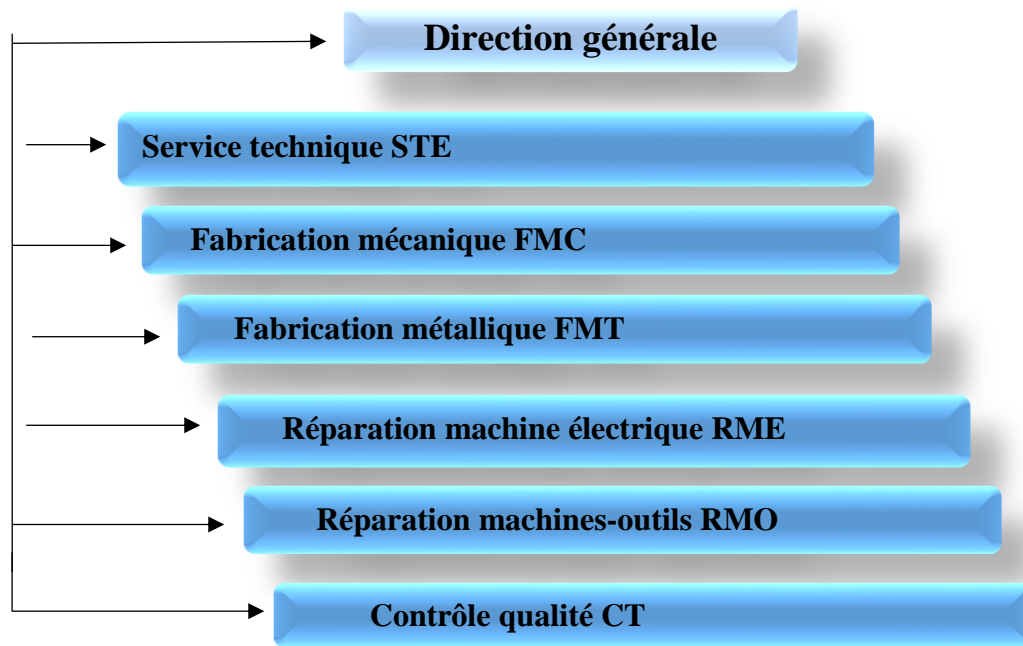 Direction générale
Service technique STE
Fabrication mécanique FMC
Fabrication métallique FMT
Réparation machine électrique RME
Réparation machines-outils RMO
Contrôle qualité CT